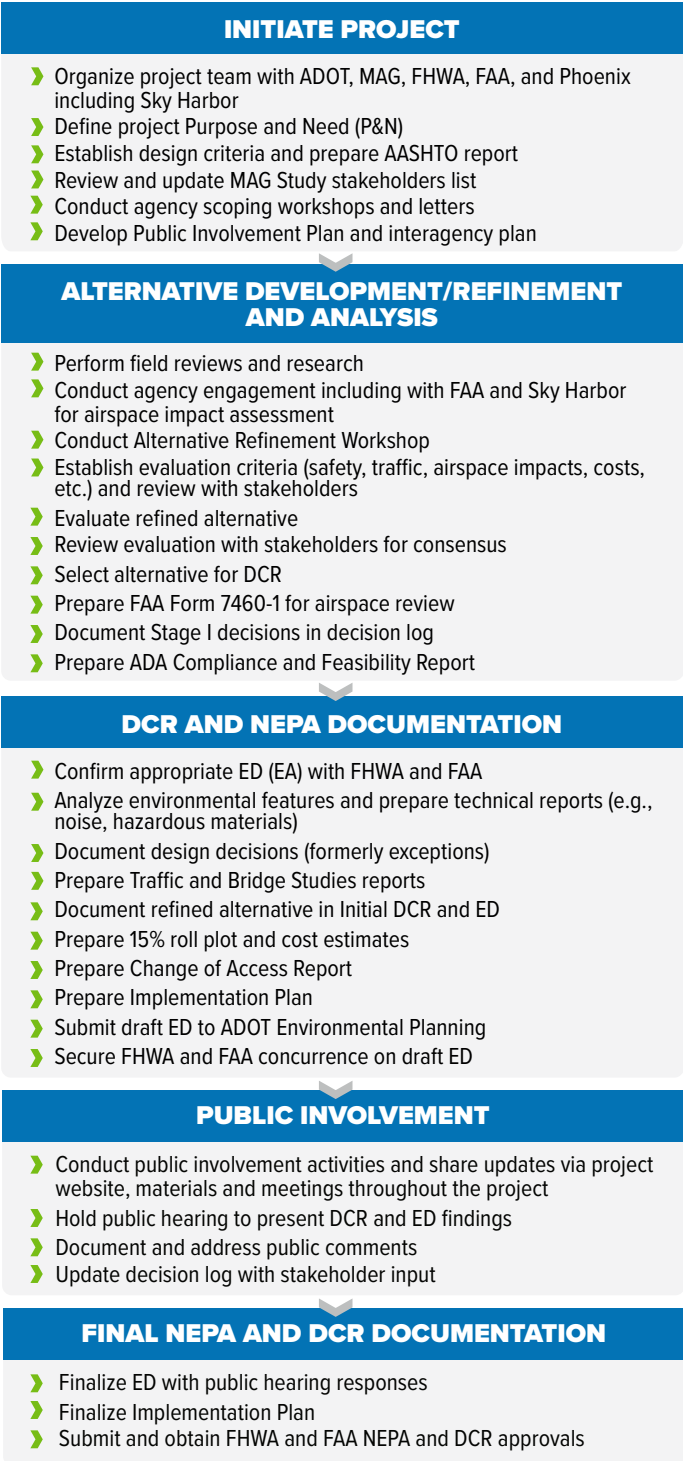 INITIATE PROJECT
Organize project team with ADOT, MAG, FHWA, FAA, and Phoenix
including Sky Harbor
Define project Purpose and Need (P&N)
Establish design criteria and prepare AASHTO report
Review and update MAG Study stakeholders list
Conduct agency scoping workshops and letters
Develop Public Involvement Plan and interagency plan
ALTERNATIVE DEVELOPMENT/REFINEMENT
AND ANALYSIS
Perform field reviews and research
Conduct agency engagement including with FAA and Sky Harbor
for airspace impact assessment
Conduct Alternative Refinement Workshop
Establish evaluation criteria (safety, traffic, airspace impacts, costs,
etc.) and review with stakeholders
Evaluate refined alternative
Review evaluation with stakeholders for consensus
Select alternative for DCR
Prepare FAA Form 7460-1 for airspace review
Document Stage I decisions in decision log
Prepare ADA Compliance and Feasibility Report
DCR AND NEPA DOCUMENTATION
Confirm appropriate ED (EA) with FHWA and FAA
Analyze environmental features and prepare technical reports (e.g.,
noise, hazardous materials)
Document design decisions (formerly exceptions)
Prepare Traffic and Bridge Studies reports
Document refined alternative in Initial DCR and ED
Prepare 15% roll plot and cost estimates
Prepare Change of Access Report
Prepare Implementation Plan
Submit draft ED to ADOT Environmental Planning
Secure FHWA and FAA concurrence on draft ED
PUBLIC INVOLVEMENT
Conduct public involvement activities and share updates via project
website, materials and meetings throughout the project
Hold public hearing to present DCR and ED findings
Document and address public comments
Update decision log with stakeholder input
FINAL NEPA AND DCR DOCUMENTATION
Finalize ED with public hearing responses
Finalize Implementation Plan
Submit and obtain FHWA and FAA NEPA and DCR approvals